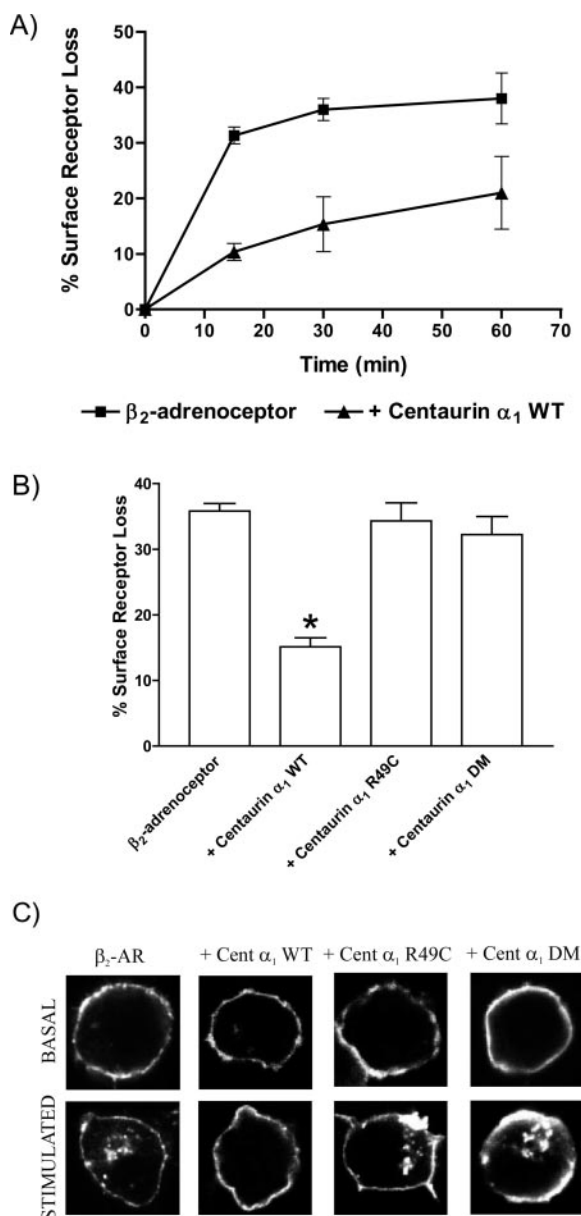 A)
% Surface Receptor Loss
50
40
30
20
10
0
0 10 20 30 40 50 60 70
Time (min)
β₂-adrenoceptor + Centaurin α₁ WT
B)
% Surface Receptor Loss
40
30
20
10
0
*
β₂-adrenoceptor
+ Centaurin α₁ WT
+ Centaurin α₁ R49C
+ Centaurin α₁ DM
C)
β₂-AR + Cent α₁ WT + Cent α₁ R49C + Cent α₁ DM
BASAL
STIMULATED